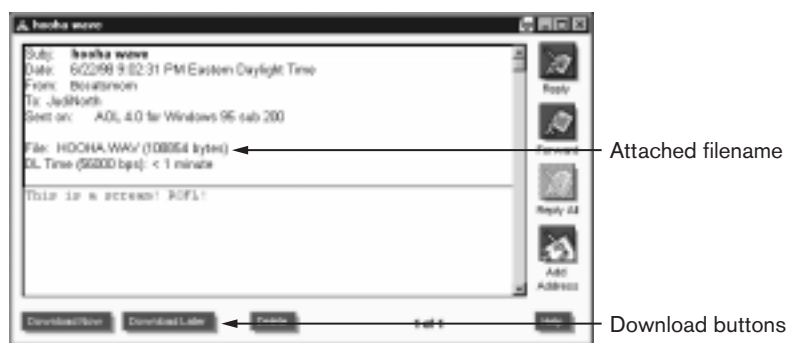 hooha wave
Subj: hooha wave
Date: 6/22/98 9:02:31 PM Eastern Daylight Time
From: Boratsmom
To: JudiNorth
Sent on: AOL 4.0 for Windows 95 sub 200
File: HOOHA.WAV (108054 bytes)
DL Time (56000 bps): < 1 minute
This is a scream! ROFL!
Reply
Forward
Reply All
Add
Address
Download Now
Download Later
Delete
1 of 1
Help
Attached filename
Download buttons